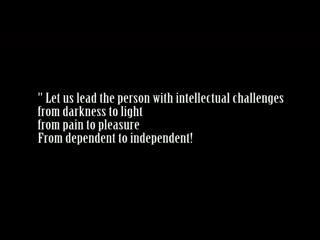 " Let us lead the person with intellectual challenges
from darkness to light
from pain to pleasure
From dependent to independent!